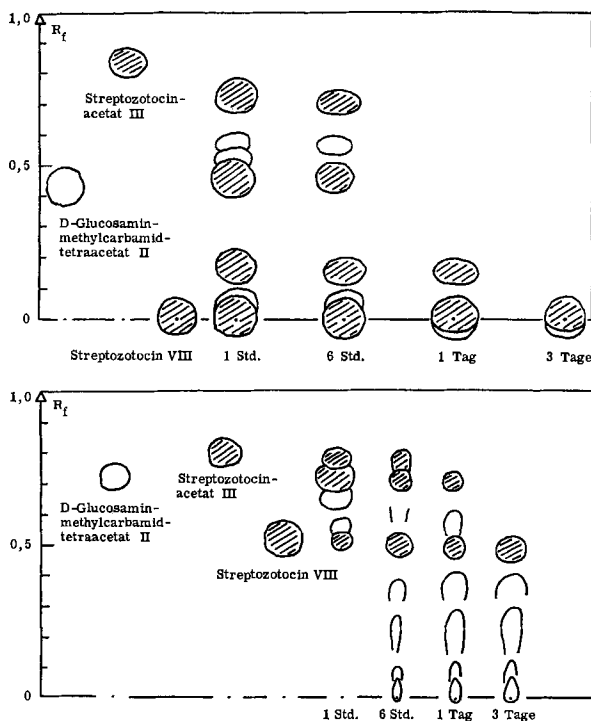 1,0
R_f
Streptozotocin-
acetat III
0,5
D-Glucosamin-
methylcarbamid-
tetraacetat II
0
Streptozotocin VIII
1 Std.
6 Std.
1 Tag
3 Tage
1,0
R_f
Streptozotocin-
acetat III
D-Glucosamin-
methylcarbamid-
tetraacetat II
Streptozotocin VIII
0,5
0
1 Std.
6 Std.
1 Tag
3 Tage